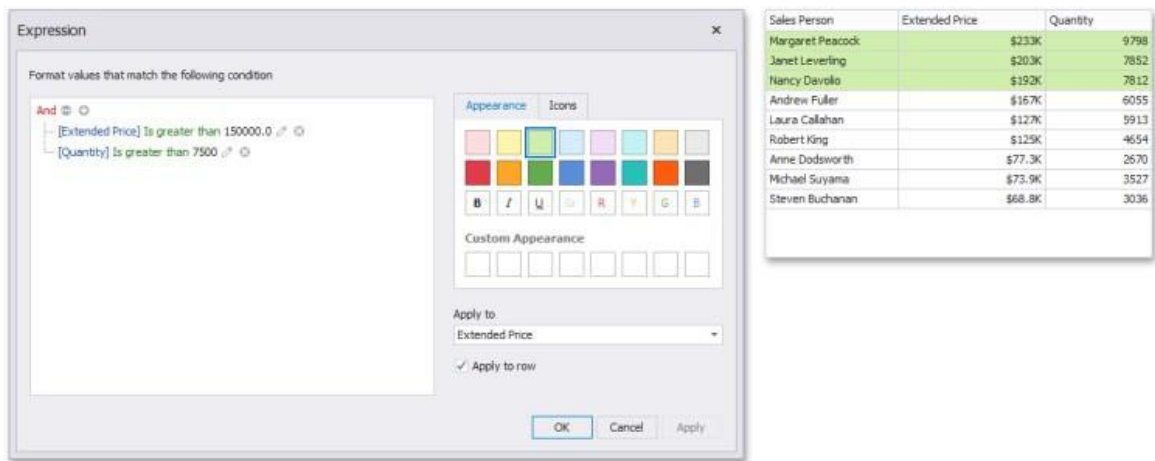 Expression
Format values that match the following condition
And
[Extended Price] Is greater than 150000.0
[Quantity] Is greater than 7500
Appearance Icons
B I U Gr R Y G B
Custom Appearance
Apply to
Extended Price
Apply to row
OK Cancel Apply
Sales Person Extended Price Quantity
Margaret Peacock $233K 9798
Janet Leverling $203K 7852
Nancy Davolio $192K 7812
Andrew Fuller $167K 6055
Laura Callahan $127K 5913
Robert King $125K 4654
Anne Dodsworth $77.3K 2670
Michael Suyama $73.9K 3527
Steven Buchanan $68.8K 3036